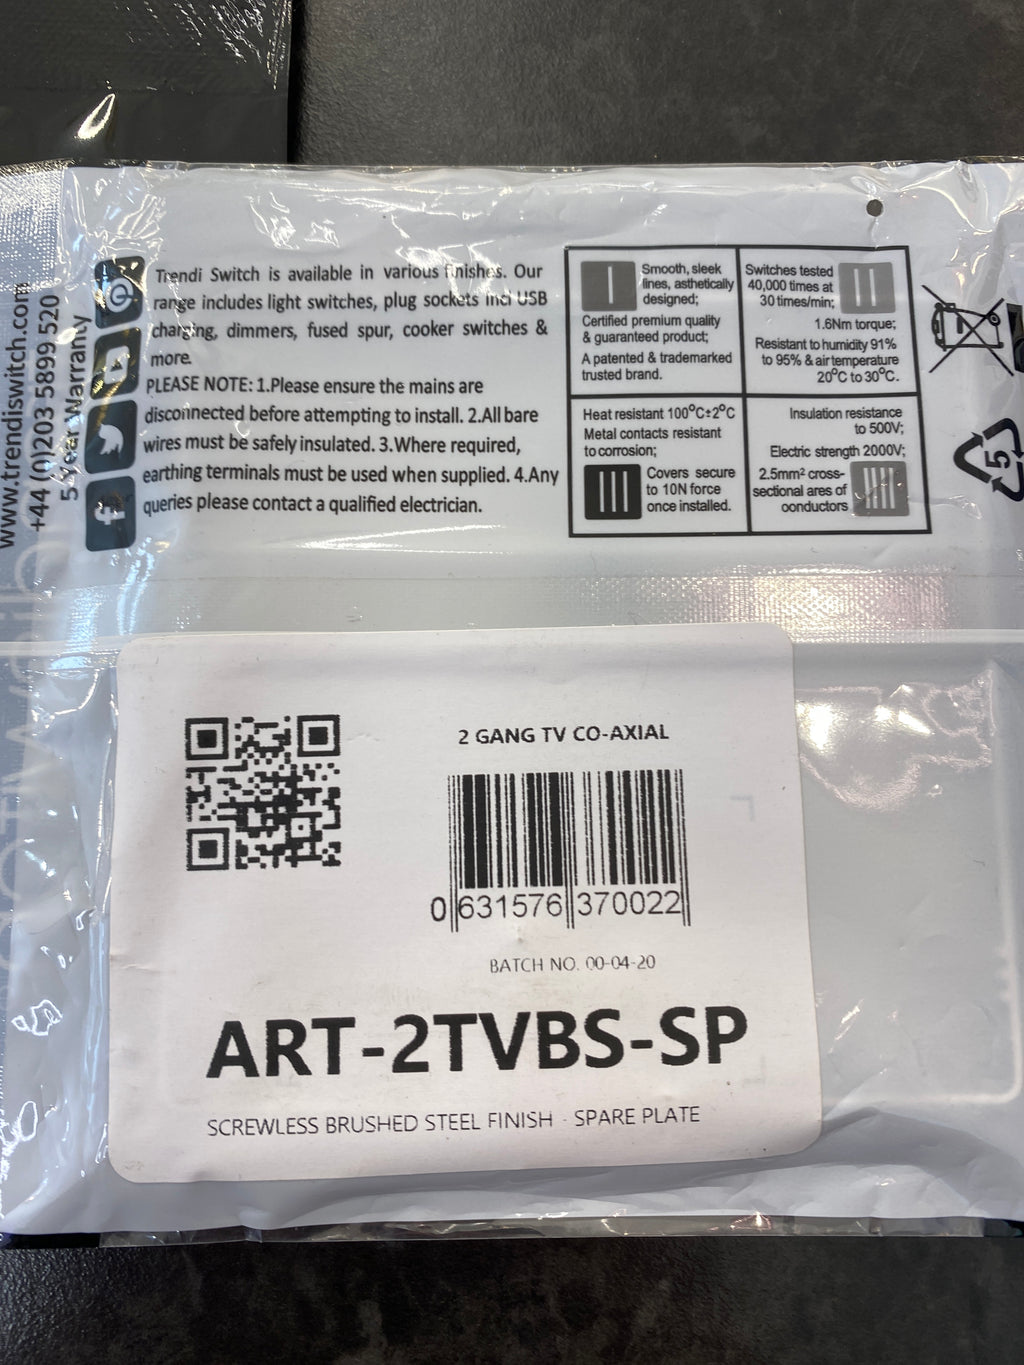 www.trendiswitch.com
+44 (0)203 5899 520
5 Year Warranty
Trendi Switch is available in various finishes. Our
range includes light switches, plug sockets incl USB
charging, dimmers, fused spur, cooker switches &
more.
PLEASE NOTE: 1.Please ensure the mains are
disconnected before attempting to install. 2.All bare
wires must be safely insulated. 3.Where required,
earthing terminals must be used when supplied. 4.Any
queries please contact a qualified electrician.
Smooth, sleek
lines, asthetically
designed;
Certified premium quality
& guaranteed product;
A patented & trademarked
trusted brand.
Switches tested
40,000 times at
30 times/min;
1.6Nm torque;
Resistant to humidity 91%
to 95% & air temperature
20°C to 30°C.
Heat resistant 100°C±2°C
Metal contacts resistant
to corrosion;
Covers secure
to 10N force
once installed.
Insulation resistance
to 500V;
Electric strength 2000V;
2.5mm² cross-
sectional ares of
oonductors
5
2 GANG TV CO-AXIAL
0 631576 370022
BATCH NO. 00-04-20
ART-2TVBS-SP
SCREWLESS BRUSHED STEEL FINISH - SPARE PLATE